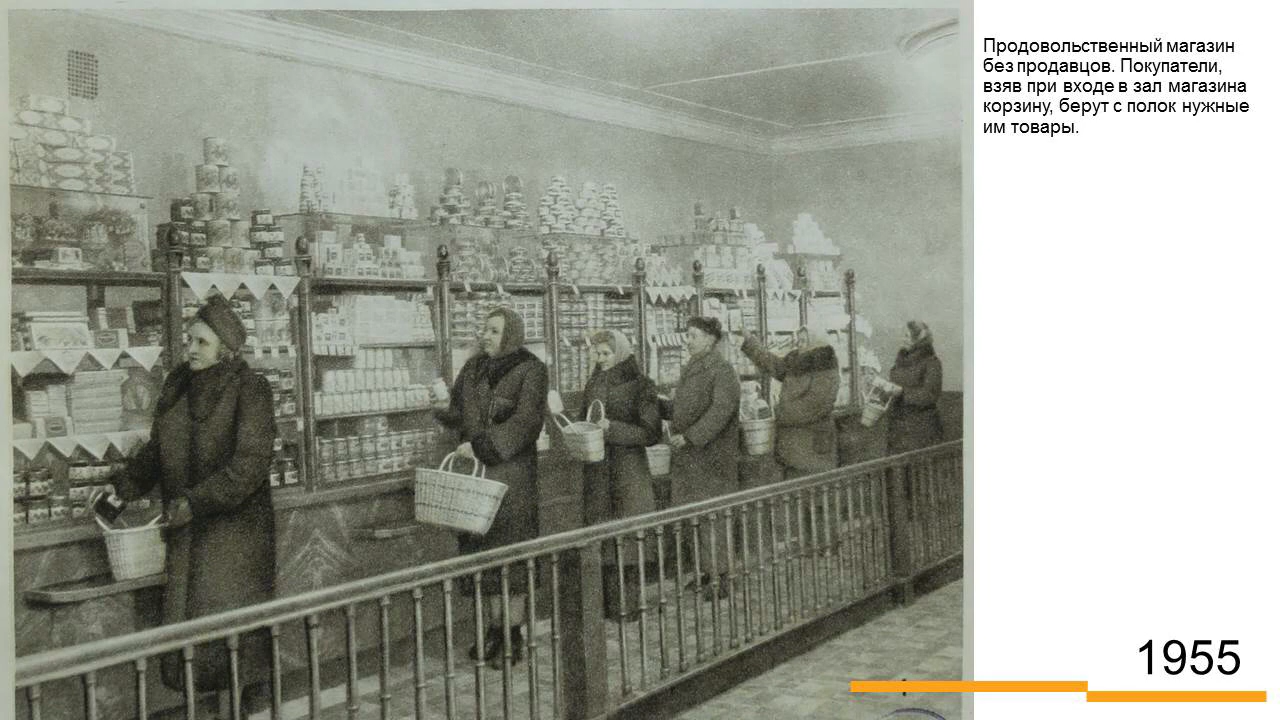 Продовольственный магазин
без продавцов. Покупатели,
взяв при входе в зал магазина
корзину, берут с полок нужные
им товары.
1955